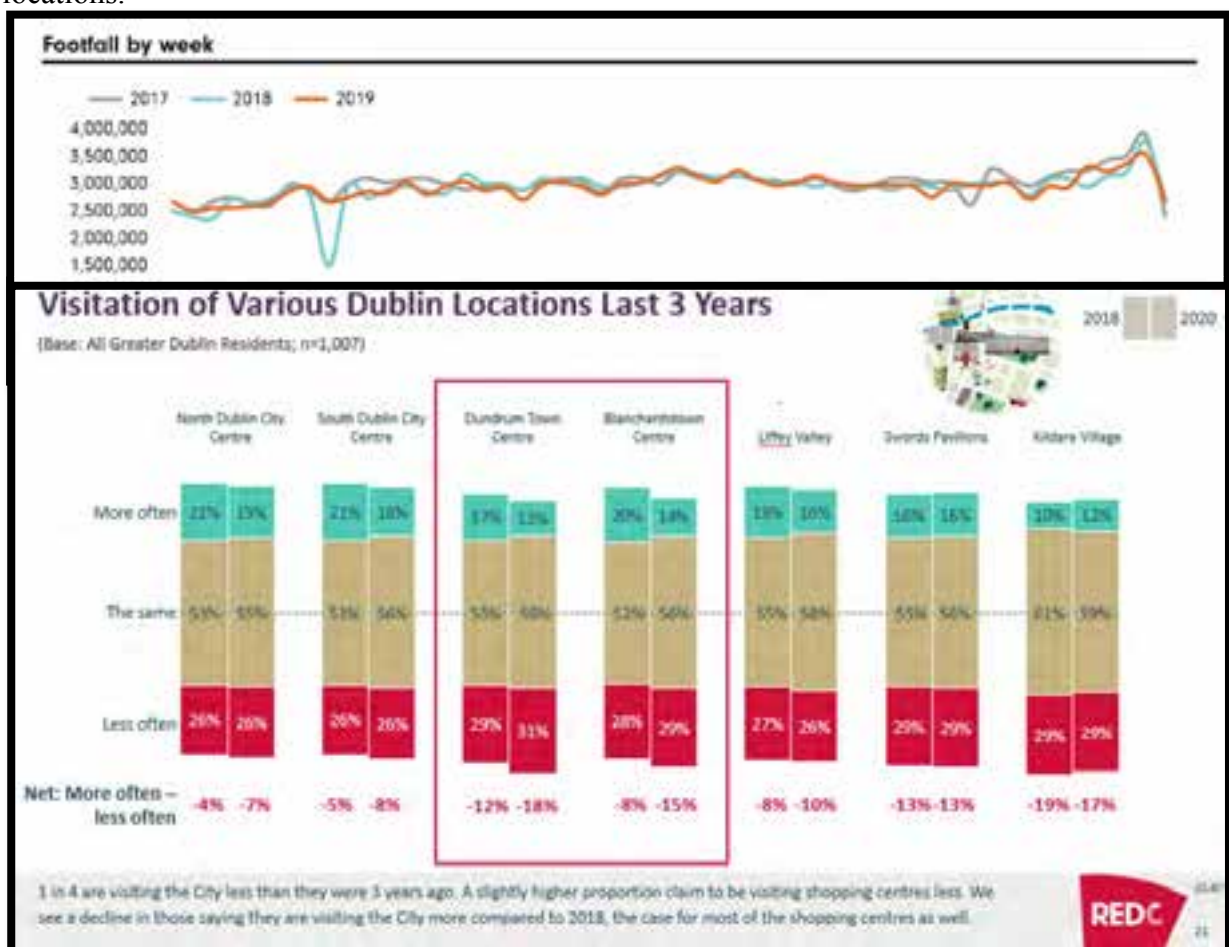 locations.
Footfall by week
2017 2018 2019
4,000,000
3,500,000
3,000,000
2,500,000
2,000,000
1,500,000
Visitation of Various Dublin Locations Last 3 Years
(Base: All Greater Dublin Residents; n=1,007)
2018 2020
North Dublin City Centre
South Dublin City Centre
Dundrum Town Centre
Blanchardstown Centre
Liffey Valley
Swords Pavilions
Kildare Village
More often 21% 18% 17% 13% 20% 14% 16% 16% 16% 10% 12%
The same 53% 55% 56% 52% 56% 55% 58% 55% 56% 61% 59%
Less often 26% 26% 26% 26% 29% 31% 28% 29% 27% 26% 29% 29% 29% 29%
Net: More often –
less often
-4% -7% -5% -8% -12% -18% -8% -15% -8% -10% -13% -13% -19% -17%
1 in 4 are visiting the City less than they were 3 years ago. A slightly higher proportion claim to be visiting shopping centres less. We
see a decline in those saying they are visiting the City more compared to 2018, the case for most of the shopping centres as well.
REDC
21